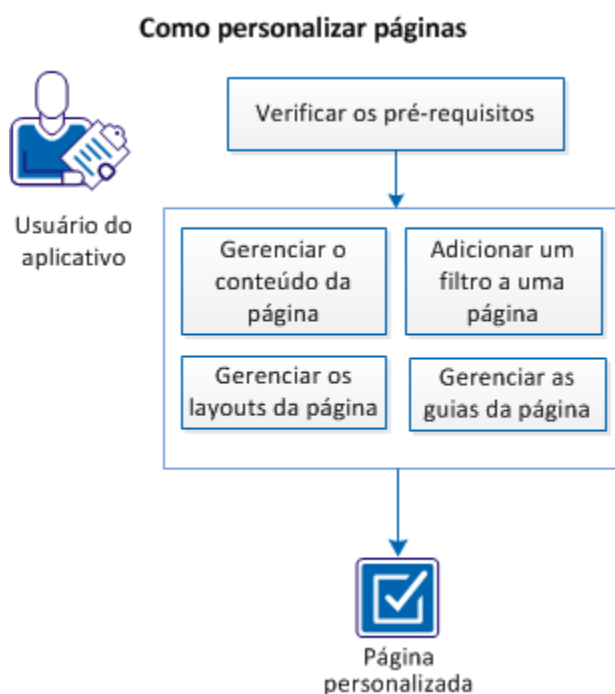 Como personalizar páginas
Verificar os pré-requisitos
Usuário do
aplicativo
Gerenciar o
conteúdo da
página
Adicionar um
filtro a uma
página
Gerenciar os
layouts da página
Gerenciar as
guias da página
Página
personalizada